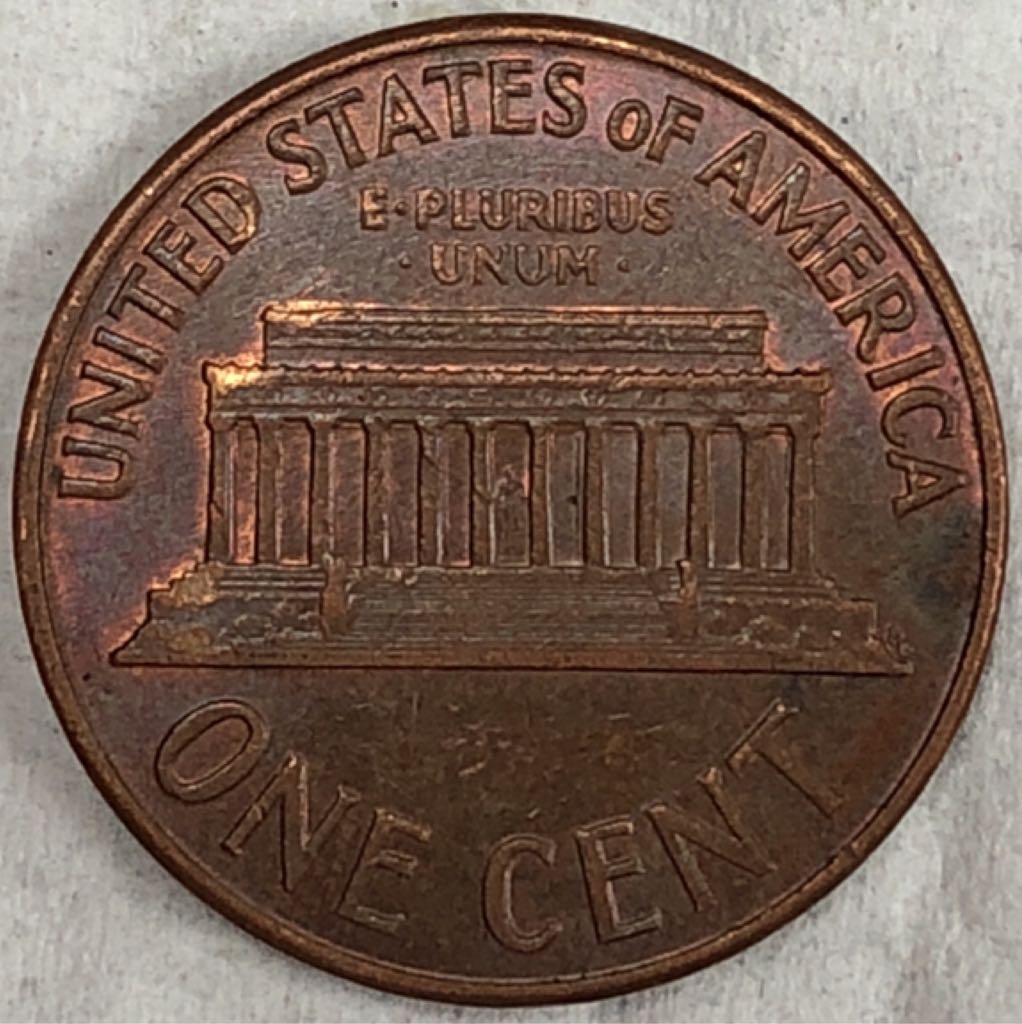 UNITED STATES OF AMERICA
E·PLURIBUS
·UNUM·
ONE CENT